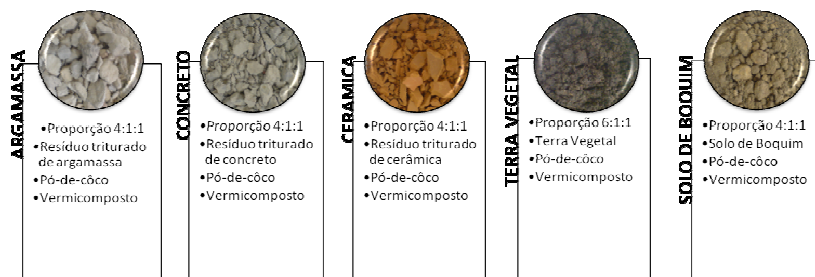 ARGAMASSA
•Proporção 4:1:1
•Resíduo triturado
de argamassa
•Pó-de-côco
•Vermicomposto
CONCRETO
•Proporção 4:1:1
•Resíduo triturado
de concreto
•Pó-de-côco
•Vermicomposto
CERAMICA
•Proporção 4:1:1
•Resíduo triturado
de cerâmica
•Pó-de-côco
•Vermicomposto
TERRA VEGETAL
•Proporção 6:1:1
•Terra Vegetal
•Pó-de-côco
•Vermicomposto
SOLO DE BOQUIM
•Proporção 4:1:1
•Solo de Boquim
•Pó-de-côco
•Vermicomposto